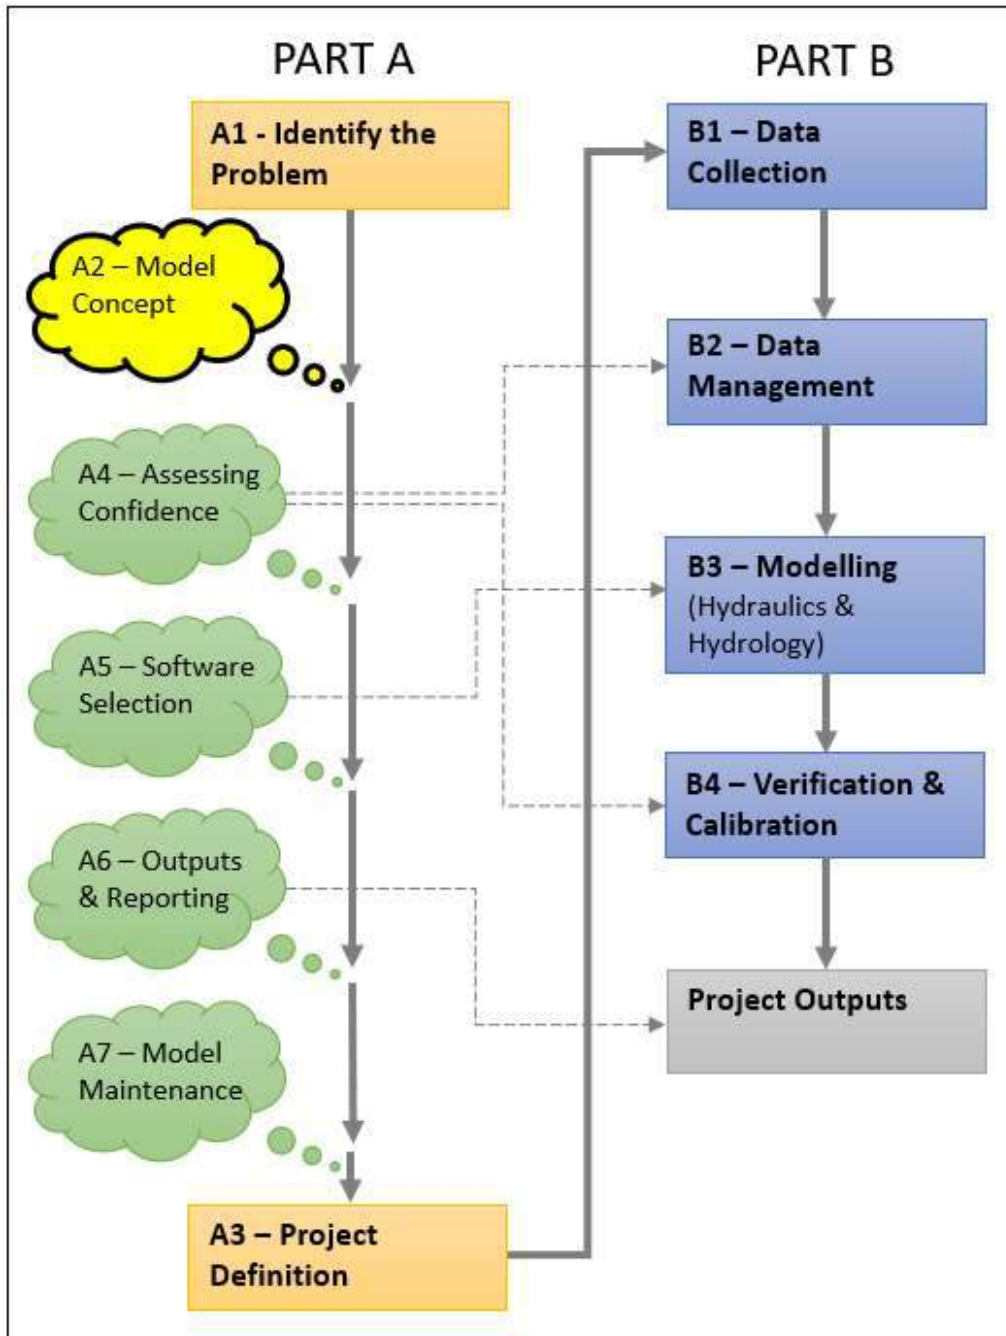 PART A
A1 - Identify the
Problem
A2 – Model
Concept
A4 – Assessing
Confidence
A5 – Software
Selection
A6 – Outputs
& Reporting
A7 – Model
Maintenance
A3 – Project
Definition
PART B
B1 – Data
Collection
B2 – Data
Management
B3 – Modelling
(Hydraulics &
Hydrology)
B4 – Verification &
Calibration
Project Outputs